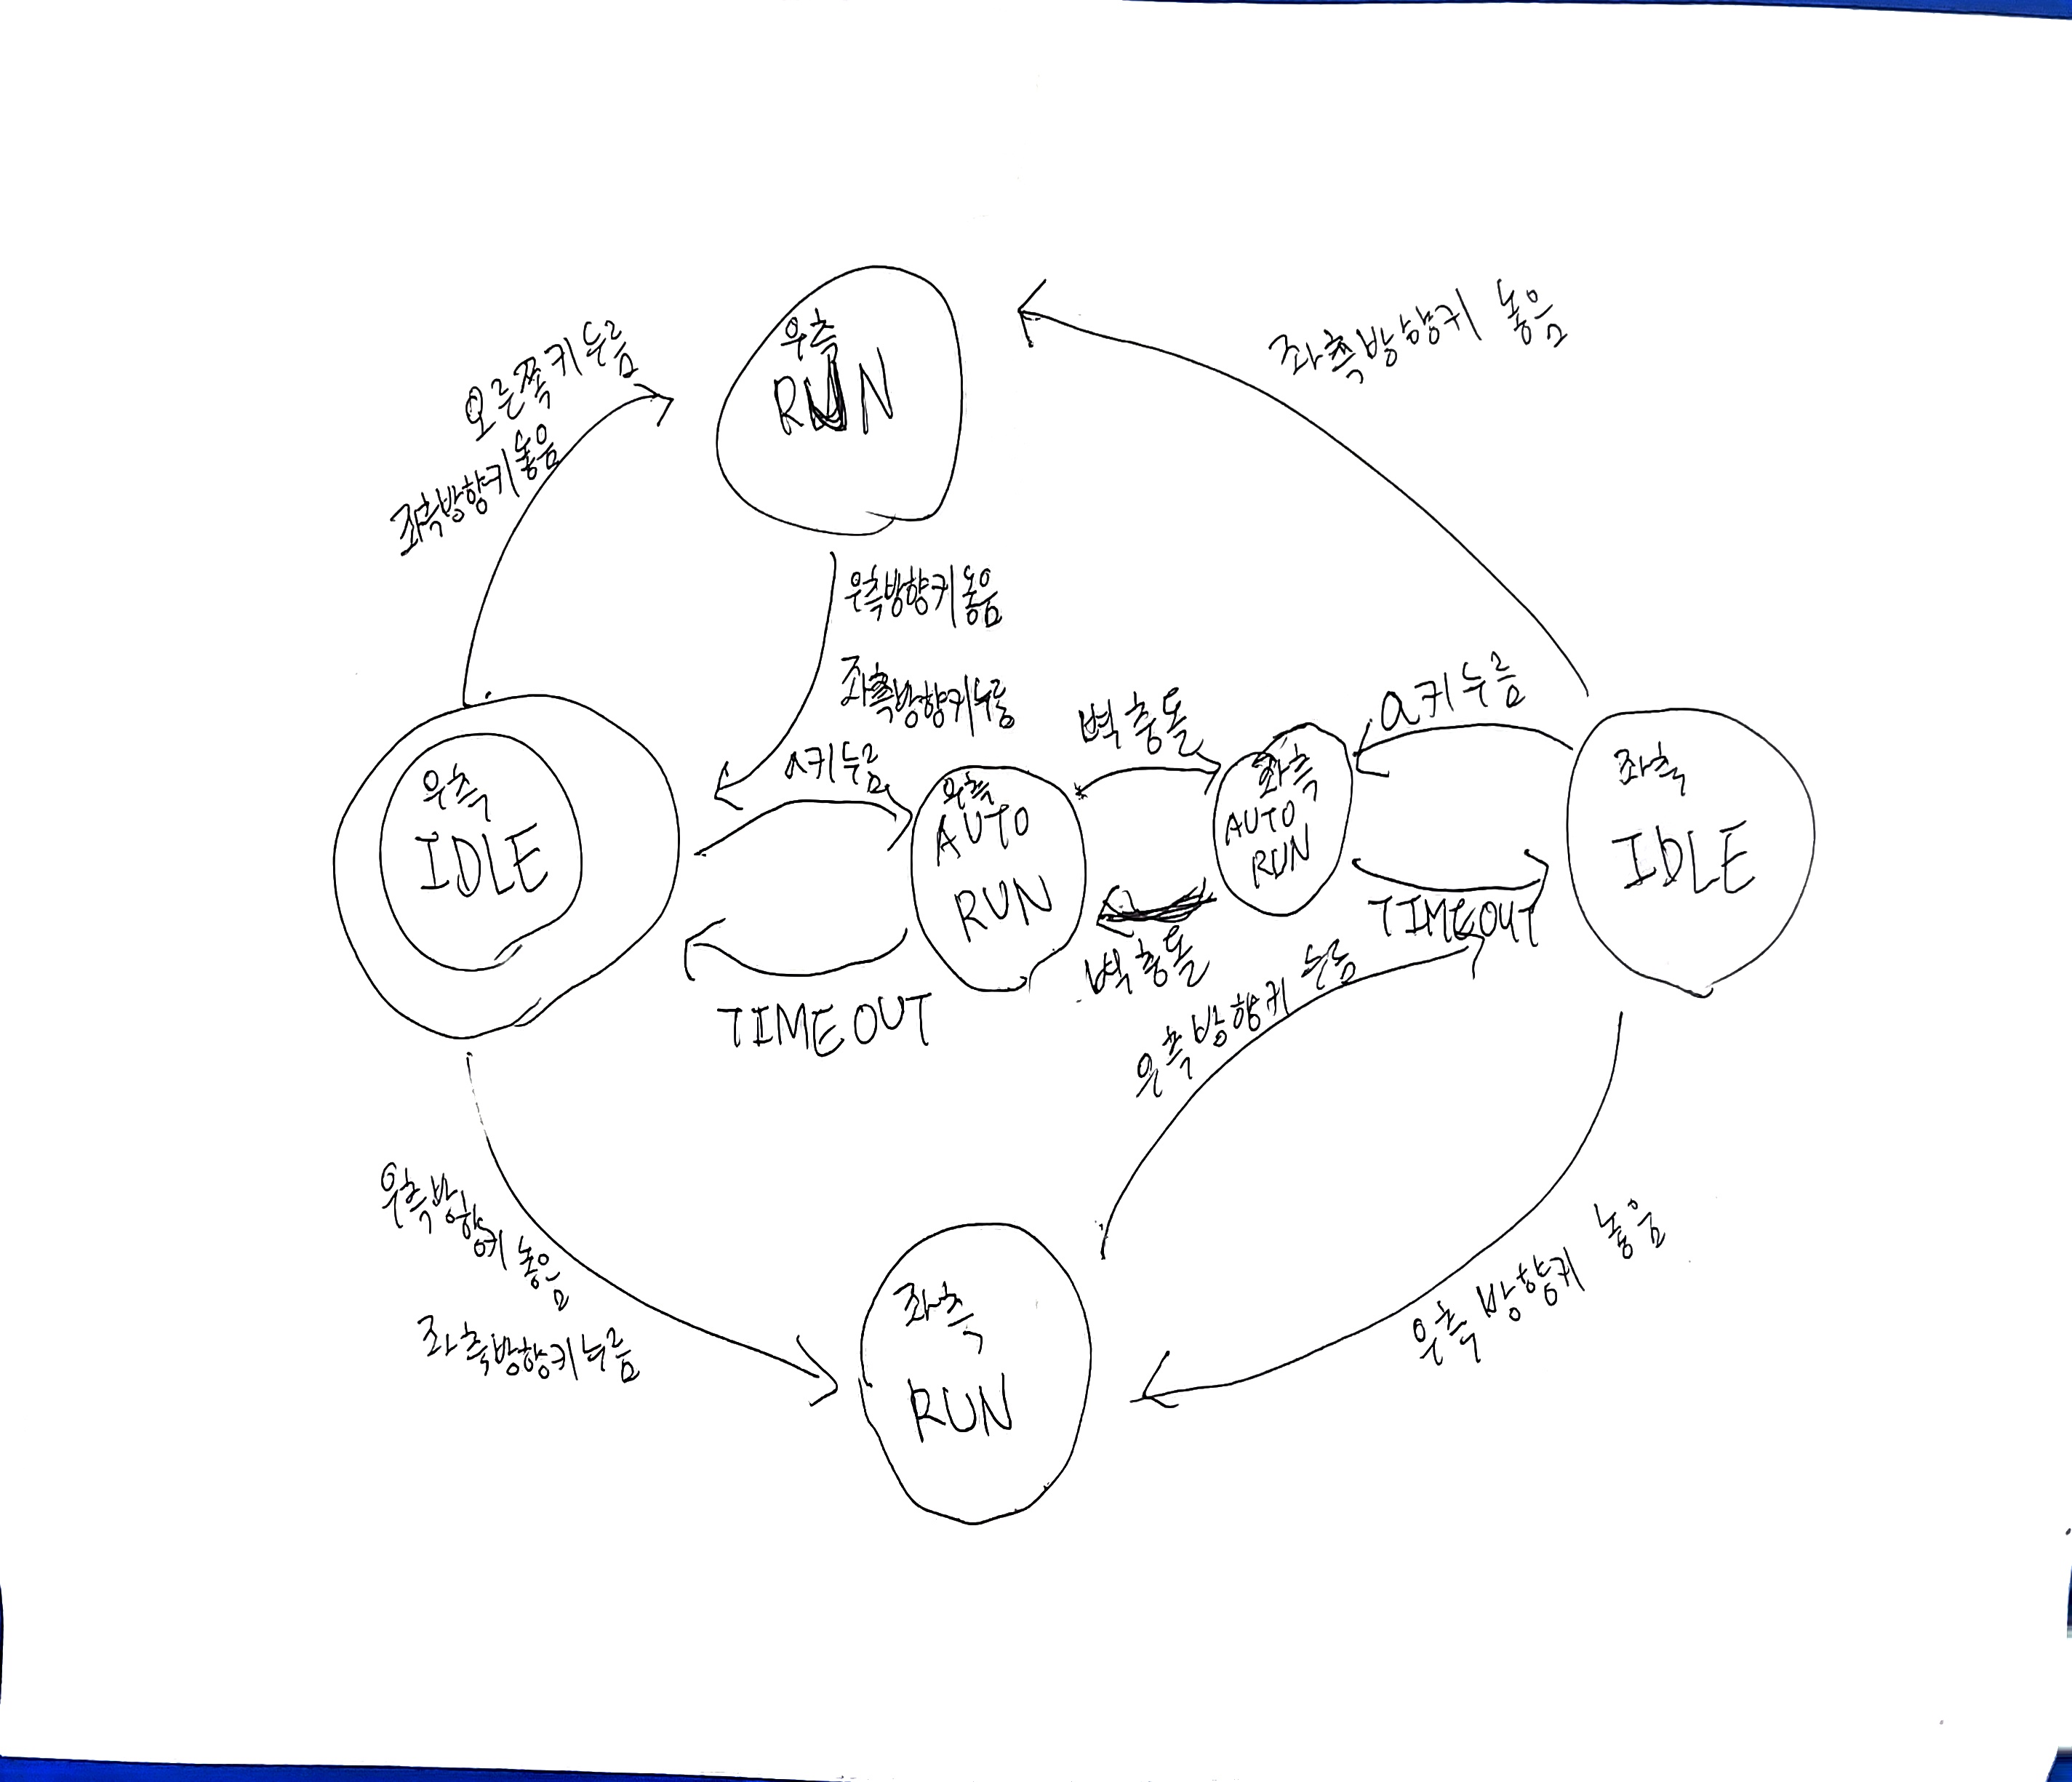 우측
RUN
좌측방향키 놓음
오른쪽키누름
좌측방향키놓음
우측방향키놓음
좌측방향키누름
a키누름
벽충돌
a키누름
우측
IDLE
우측
AUTO
RUN
좌측
AUTO
RUN
좌측
IDLE
TIMEOUT
벽충돌
TIMEOUT
우측방향키 누름
우측방향키 놓음
좌측방향키누름
좌측
RUN
우측 방향키 놓음